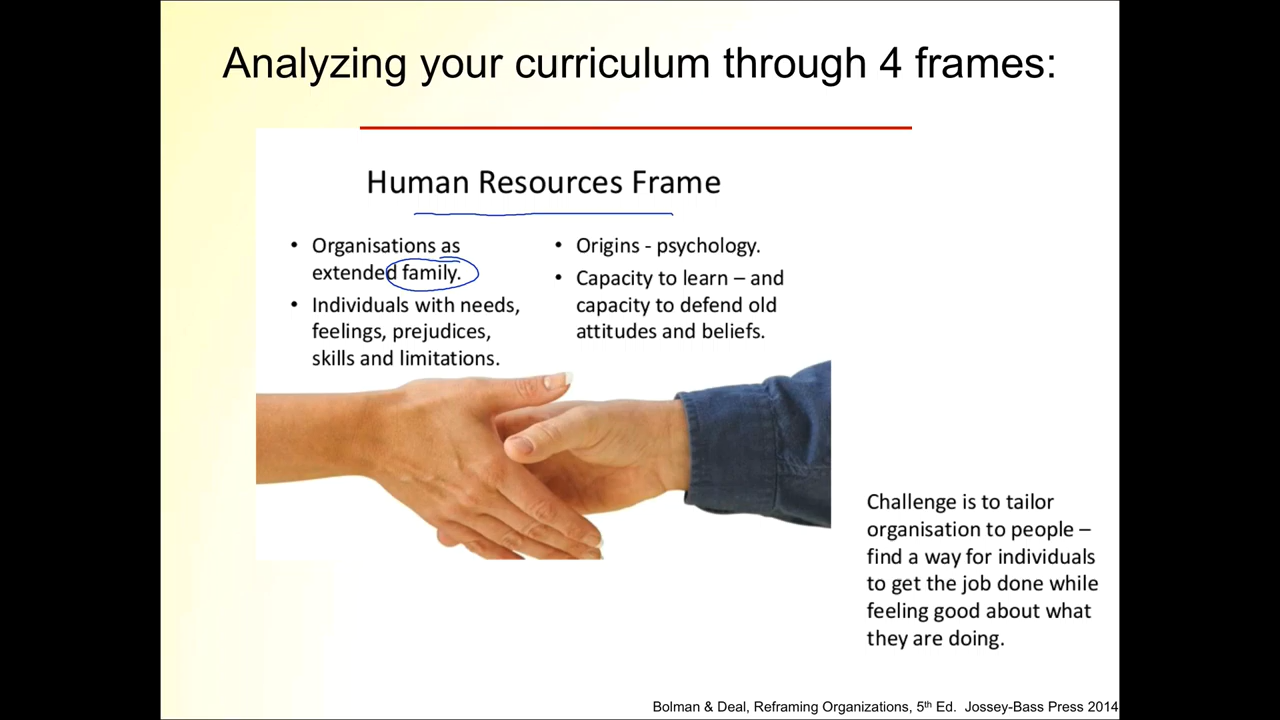 Analyzing your curriculum through 4 frames:
Human Resources Frame
• Organisations as
extended family.
• Individuals with needs,
feelings, prejudices,
skills and limitations.
• Origins - psychology.
• Capacity to learn – and
capacity to defend old
attitudes and beliefs.
Challenge is to tailor
organisation to people –
find a way for individuals
to get the job done while
feeling good about what
they are doing.
Bolman & Deal, Reframing Organizations, 5th Ed. Jossey-Bass Press 2014